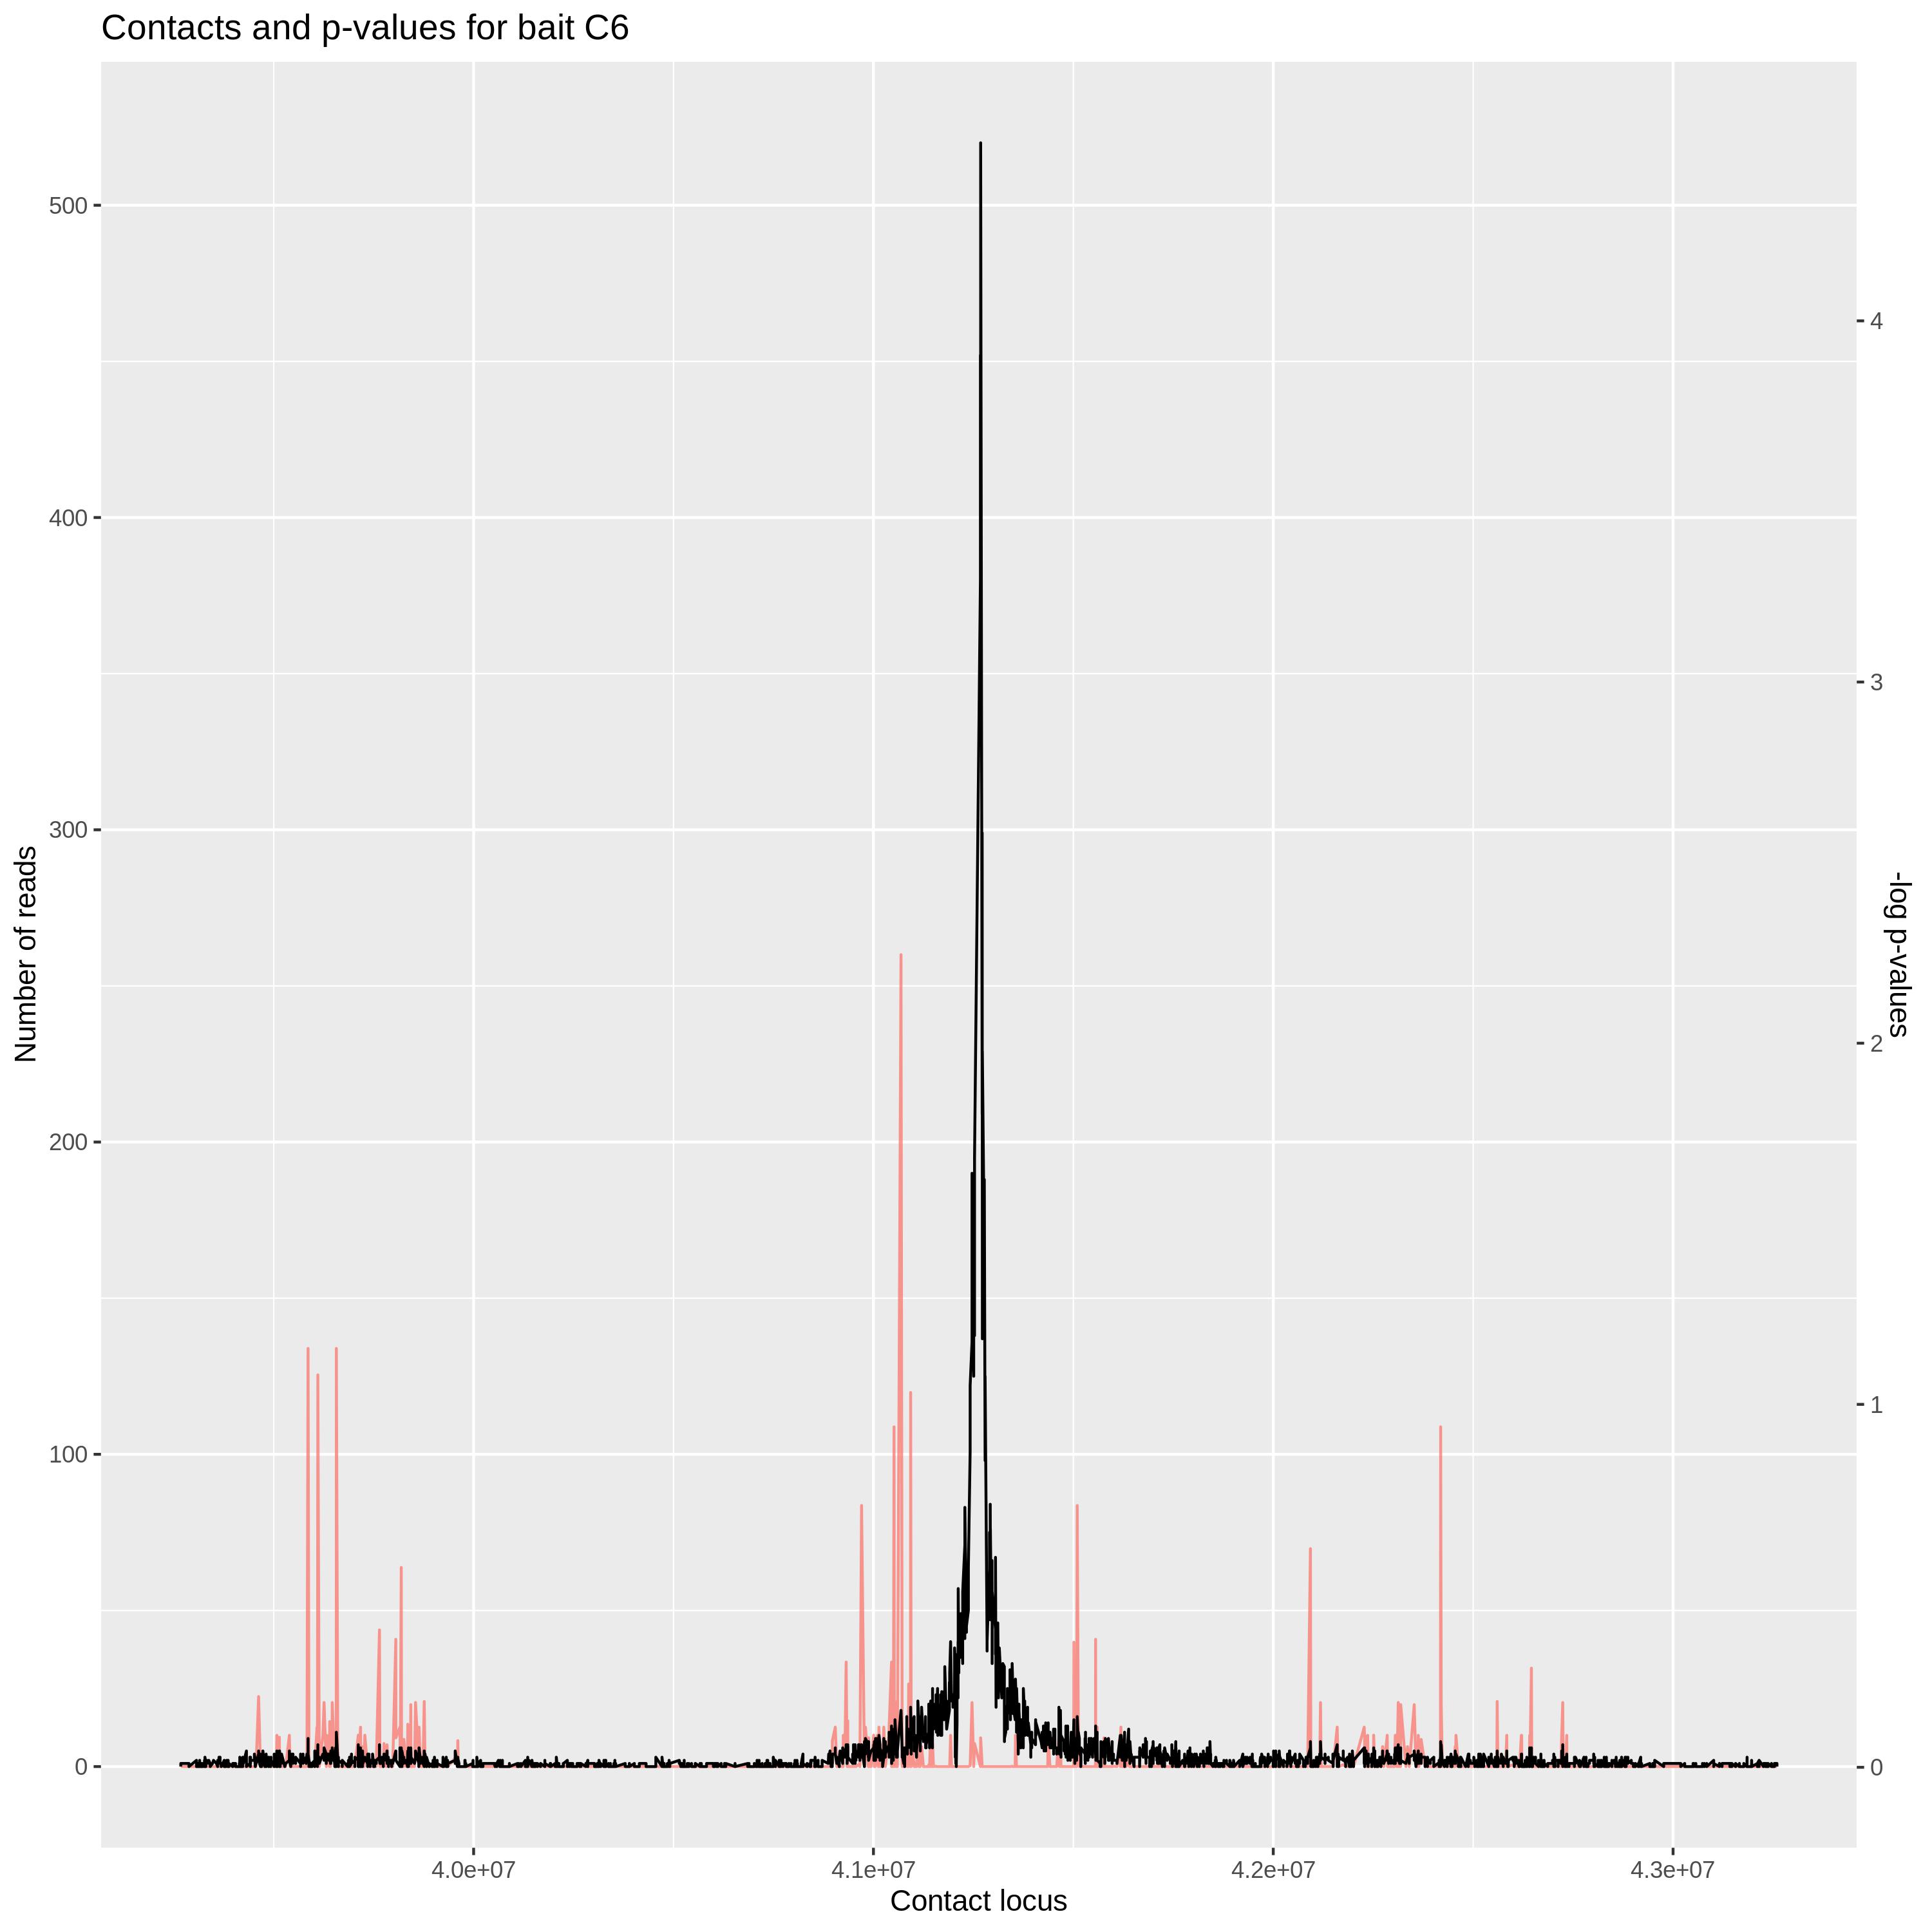 Contacts and p-values for bait C6
500
400
300
200
100
0
Number of reads
4
3
2
1
0
-log p-values
4.0e+07
4.1e+07
4.2e+07
4.3e+07
Contact locus